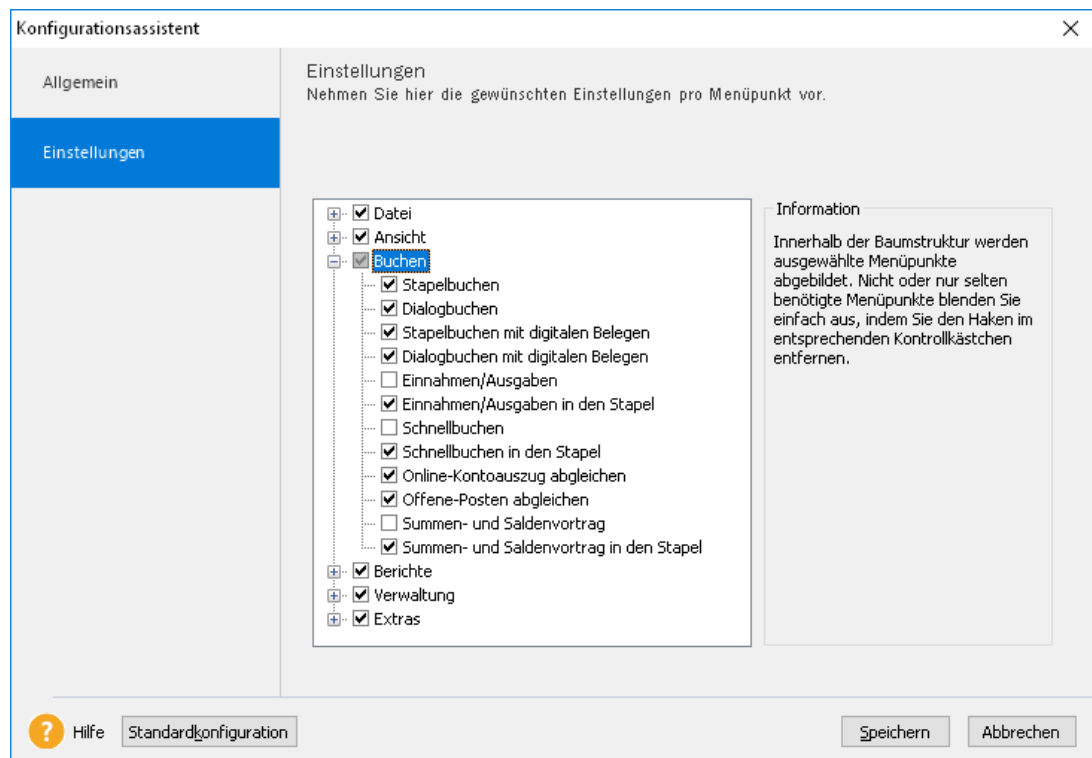 Konfigurationsassistent
Allgemein
Einstellungen
Einstellungen
Nehmen Sie hier die gewünschten Einstellungen pro Menüpunkt vor.
Datei
Ansicht
Buchen
Stapelbuchen
Dialogbuchen
Stapelbuchen mit digitalen Belegen
Dialogbuchen mit digitalen Belegen
Einnahmen/Ausgaben
Einnahmen/Ausgaben in den Stapel
Schnellbuchen
Schnellbuchen in den Stapel
Online-Kontoauszug abgleichen
Offene-Posten abgleichen
Summen- und Saldenvortrag
Summen- und Saldenvortrag in den Stapel
Berichte
Verwaltung
Extras
Information
Innerhalb der Baumstruktur werden
ausgewählte Menüpunkte
abgebildet. Nicht oder nur selten
benötigte Menüpunkte blenden Sie
einfach aus, indem Sie den Haken im
entsprechenden Kontrollkästchen
entfernen.
? Hilfe
Standardkonfiguration
Speichern
Abbrechen